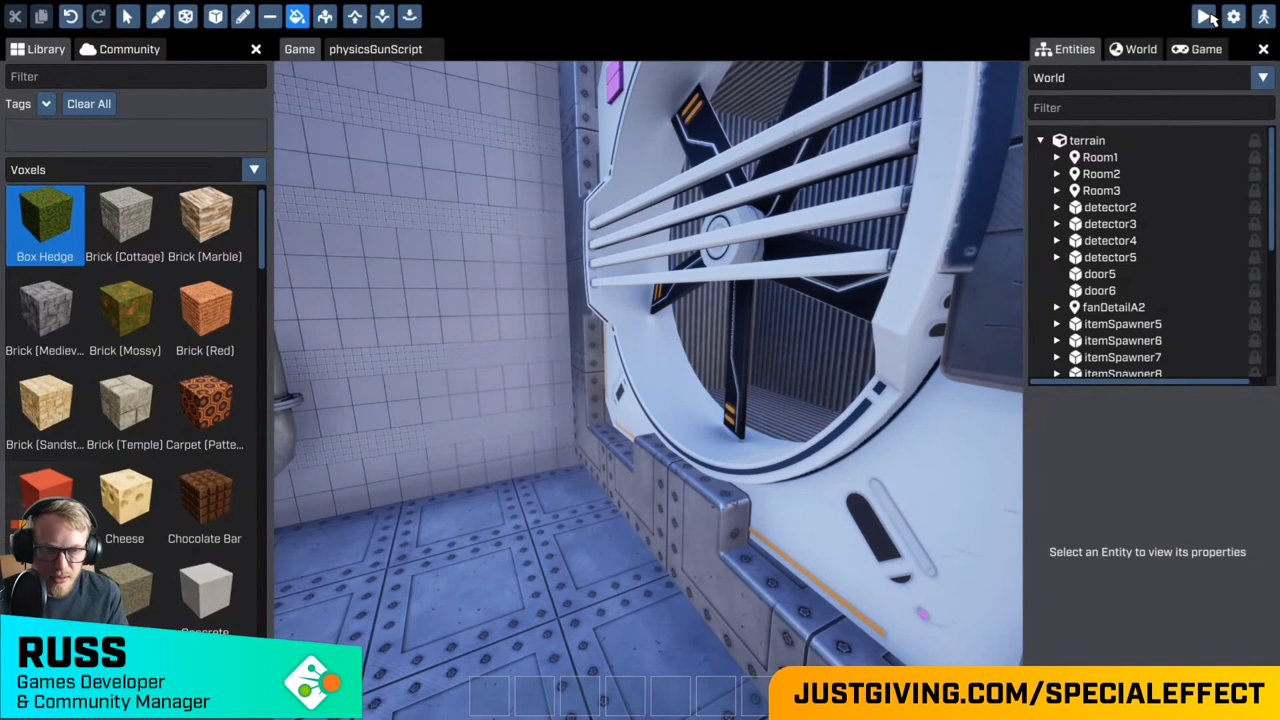 Library
Community
Game
physicsGunScript
Entities
World
Game
Filter
World
Tags
Clear All
Filter
terrain
Room1
Room2
Room3
detector2
detector3
detector4
detector5
door5
door6
fanDetailA2
itemSpawner5
itemSpawner6
itemSpawner7
itemSpawner8
Voxels
Box Hedge
Brick (Cottage)
Brick (Marble)
Brick (Mediev...
Brick (Mossy)
Brick (Red)
Brick (Sandst...
Brick (Temple)
Carpet (Patte...
Cheese
Chocolate Bar
Concrete
Select an Entity to view its properties
RUSS
Games Developer
& Community Manager
JUSTGIVING.COM/SPECIALEFFECT